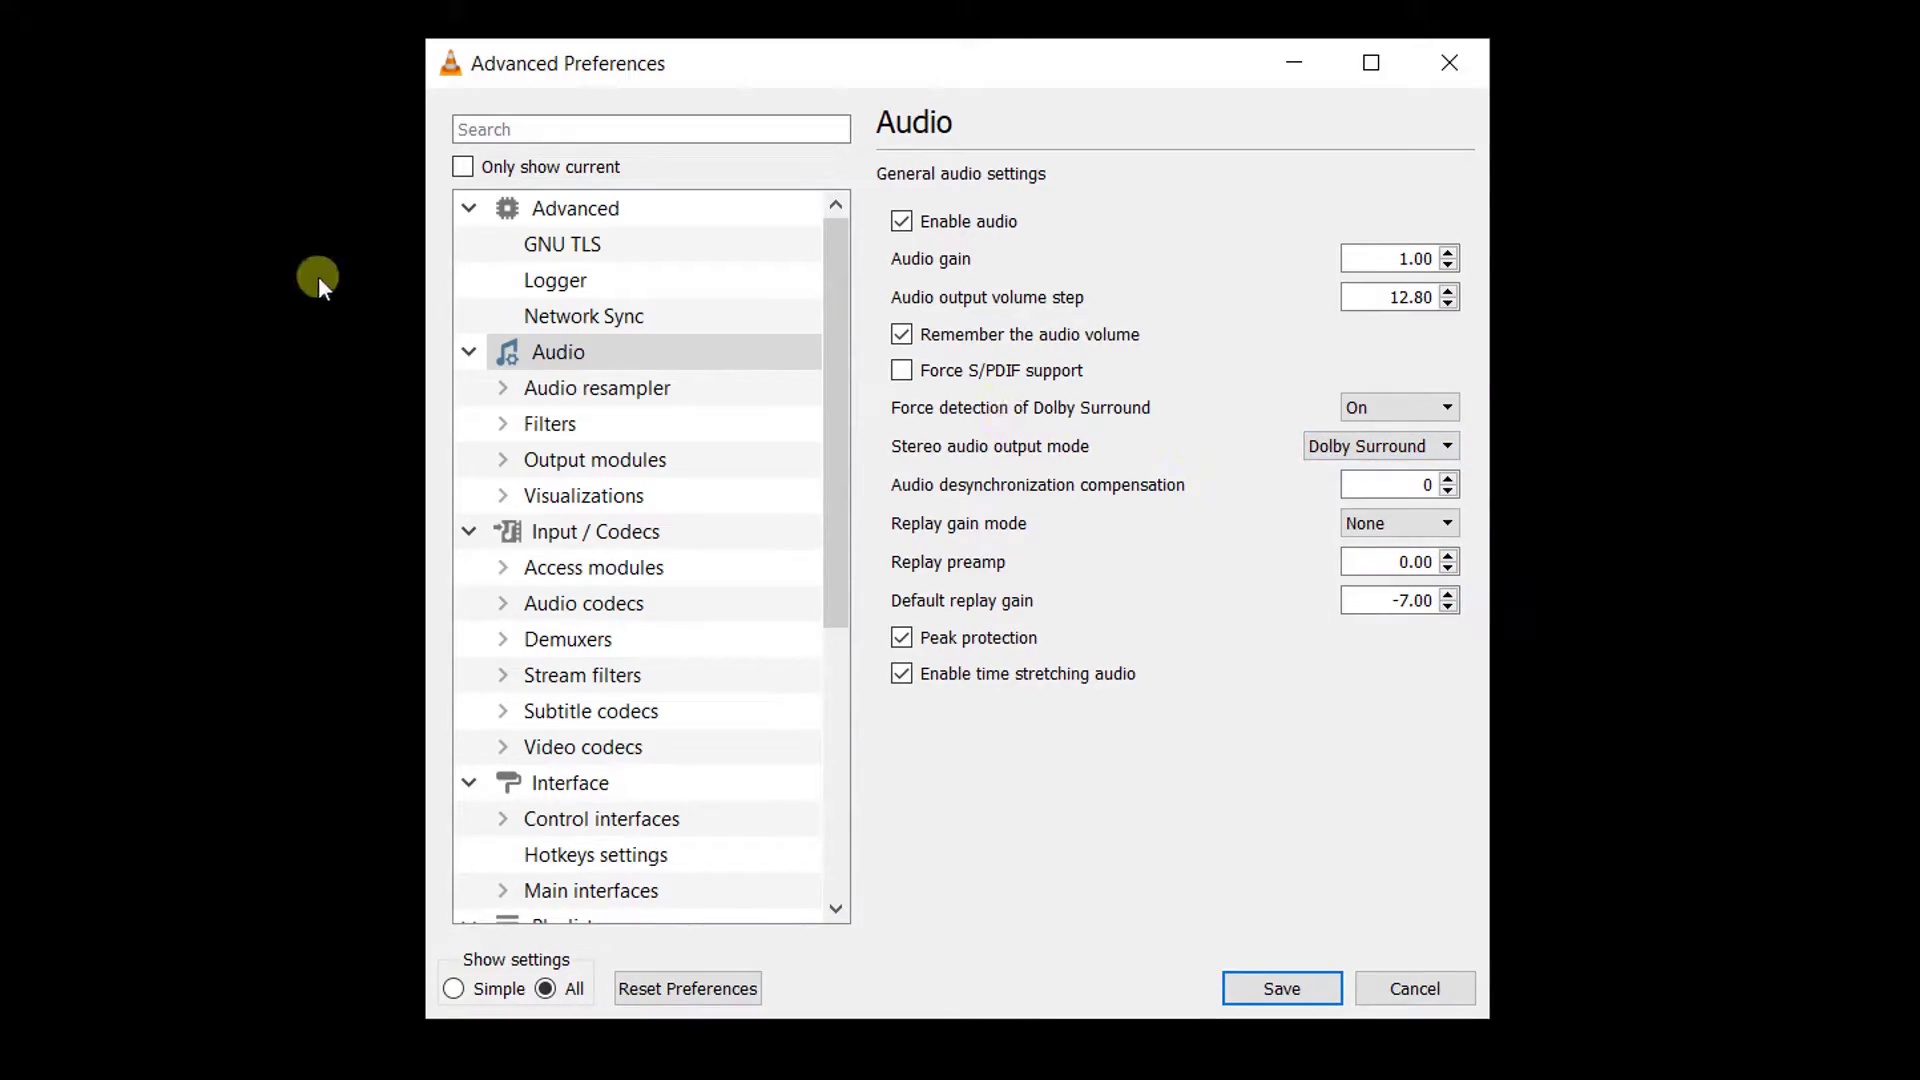 Advanced Preferences
Search
Only show current
Advanced
GNU TLS
Logger
Network Sync
Audio
Audio resampler
Filters
Output modules
Visualizations
Input / Codecs
Access modules
Audio codecs
Demuxers
Stream filters
Subtitle codecs
Video codecs
Interface
Control interfaces
Hotkeys settings
Main interfaces
Show settings
Simple All
Reset Preferences
Audio
General audio settings
Enable audio
Audio gain 1.00
Audio output volume step 12.80
Remember the audio volume
Force S/PDIF support
Force detection of Dolby Surround On
Stereo audio output mode Dolby Surround
Audio desynchronization compensation 0
Replay gain mode None
Replay preamp 0.00
Default replay gain -7.00
Peak protection
Enable time stretching audio
Save Cancel